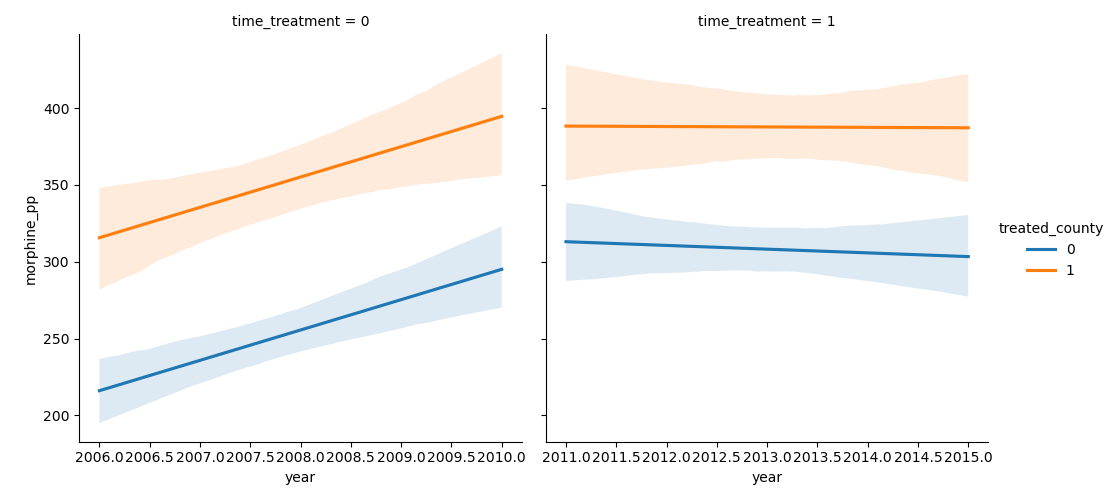 time_treatment = 0
time_treatment = 1
morphine_pp
400
350
300
250
200
2006.0 2006.5 2007.0 2007.5 2008.0 2008.5 2009.0 2009.5 2010.0
2011.0 2011.5 2012.0 2012.5 2013.0 2013.5 2014.0 2014.5 2015.0
year
year
treated_county
0
1